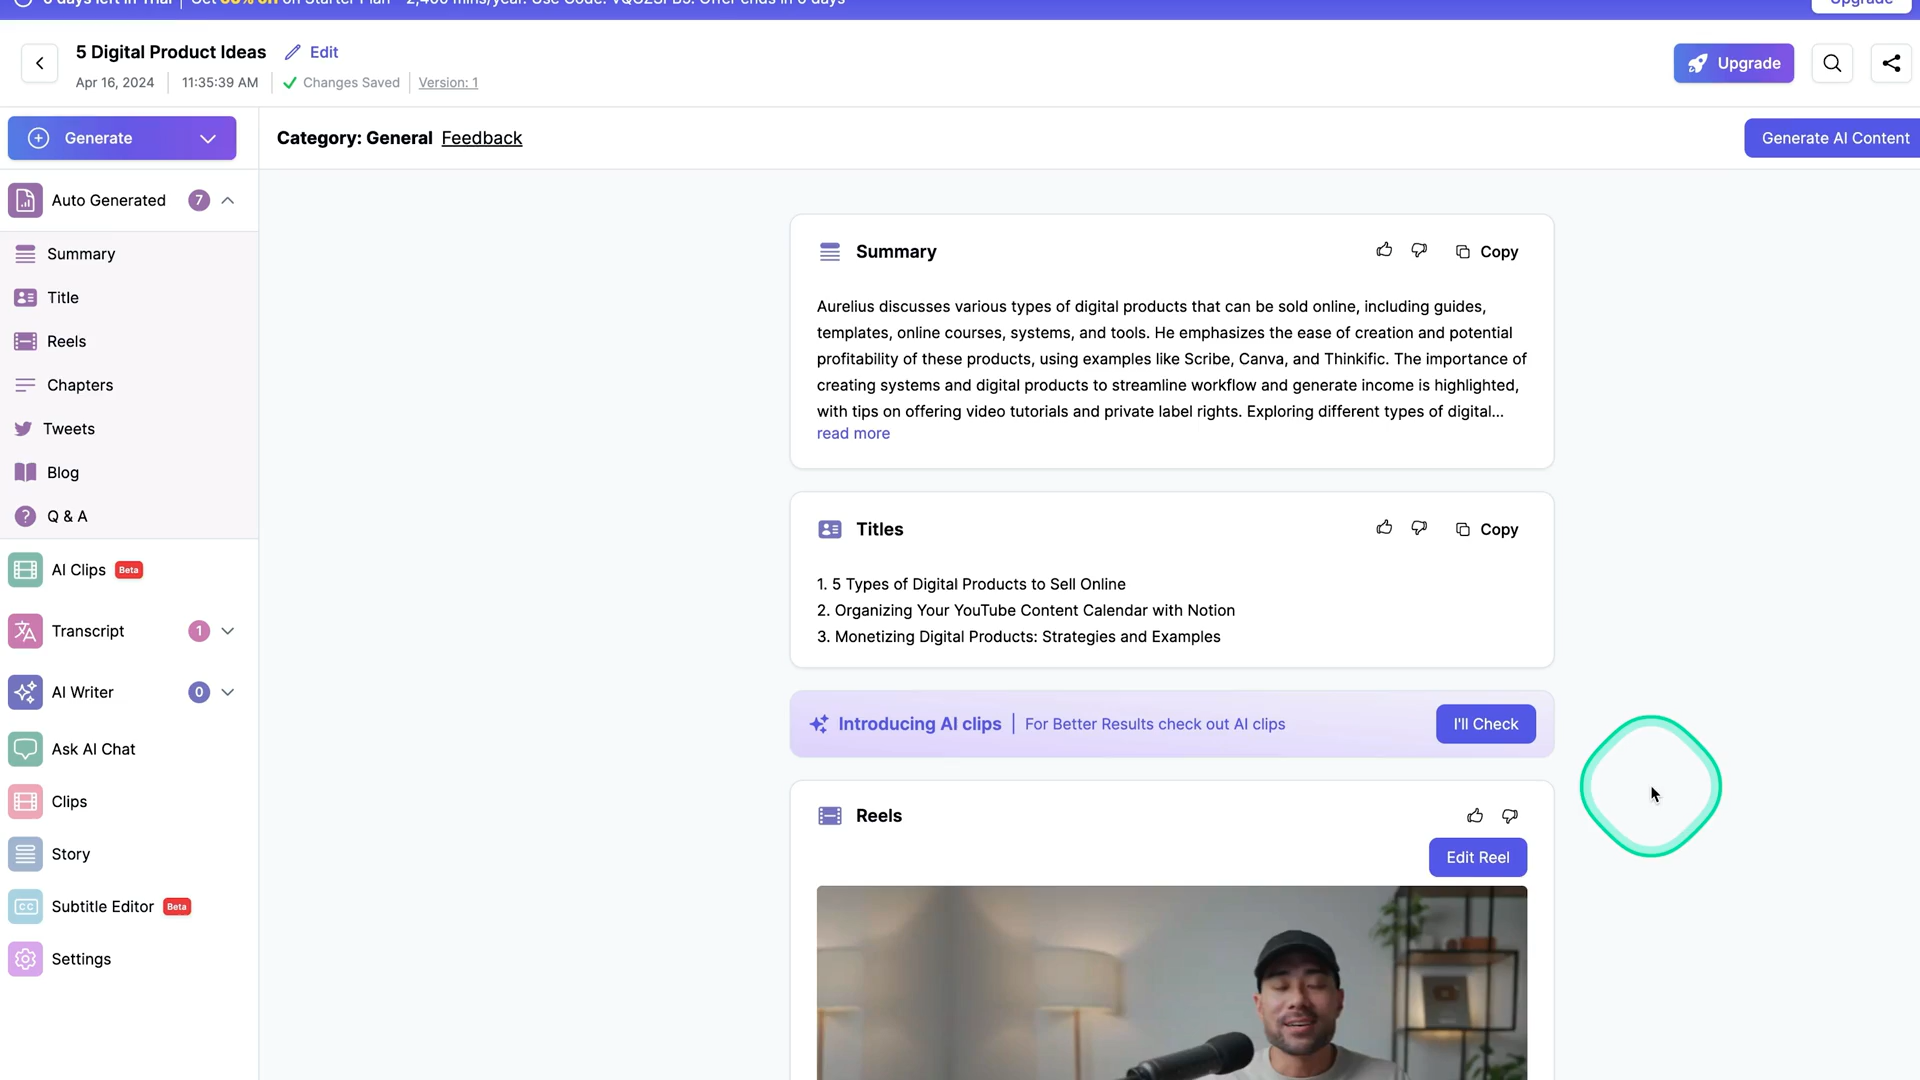 5 Digital Product Ideas
Edit
Apr 16, 2024
11:35:39 AM
Changes Saved
Version: 1
Upgrade
Generate
Category: General Feedback
Generate AI Content
Auto Generated
7
Summary
Title
Reels
Chapters
Tweets
Blog
Q & A
AI Clips
Beta
Transcript
1
AI Writer
0
Ask AI Chat
Clips
Story
Subtitle Editor
Beta
Settings
Summary
Copy
Aurelius discusses various types of digital products that can be sold online, including guides,
templates, online courses, systems, and tools. He emphasizes the ease of creation and potential
profitability of these products, using examples like Scribe, Canva, and Thinkific. The importance of
creating systems and digital products to streamline workflow and generate income is highlighted,
with tips on offering video tutorials and private label rights. Exploring different types of digital...
read more
Titles
Copy
1. 5 Types of Digital Products to Sell Online
2. Organizing Your YouTube Content Calendar with Notion
3. Monetizing Digital Products: Strategies and Examples
Introducing AI clips
For Better Results check out AI clips
I'll Check
Reels
Edit Reel